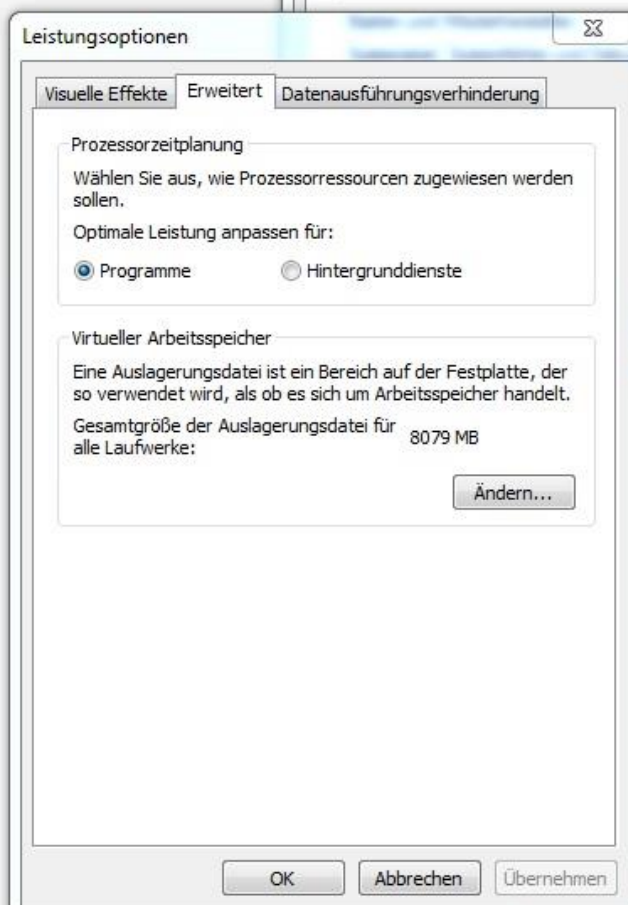 Leistungsoptionen
Visuelle Effekte
Erweitert
Datenausführungsverhinderung
Prozessorzeitplanung
Wählen Sie aus, wie Prozessorressourcen zugewiesen werden
sollen.
Optimale Leistung anpassen für:
Programme
Hintergrunddienste
Virtueller Arbeitsspeicher
Eine Auslagerungsdatei ist ein Bereich auf der Festplatte, der
so verwendet wird, als ob es sich um Arbeitsspeicher handelt.
Gesamtgröße der Auslagerungsdatei für
alle Laufwerke:
8079 MB
Ändern...
OK
Abbrechen
Übernehmen